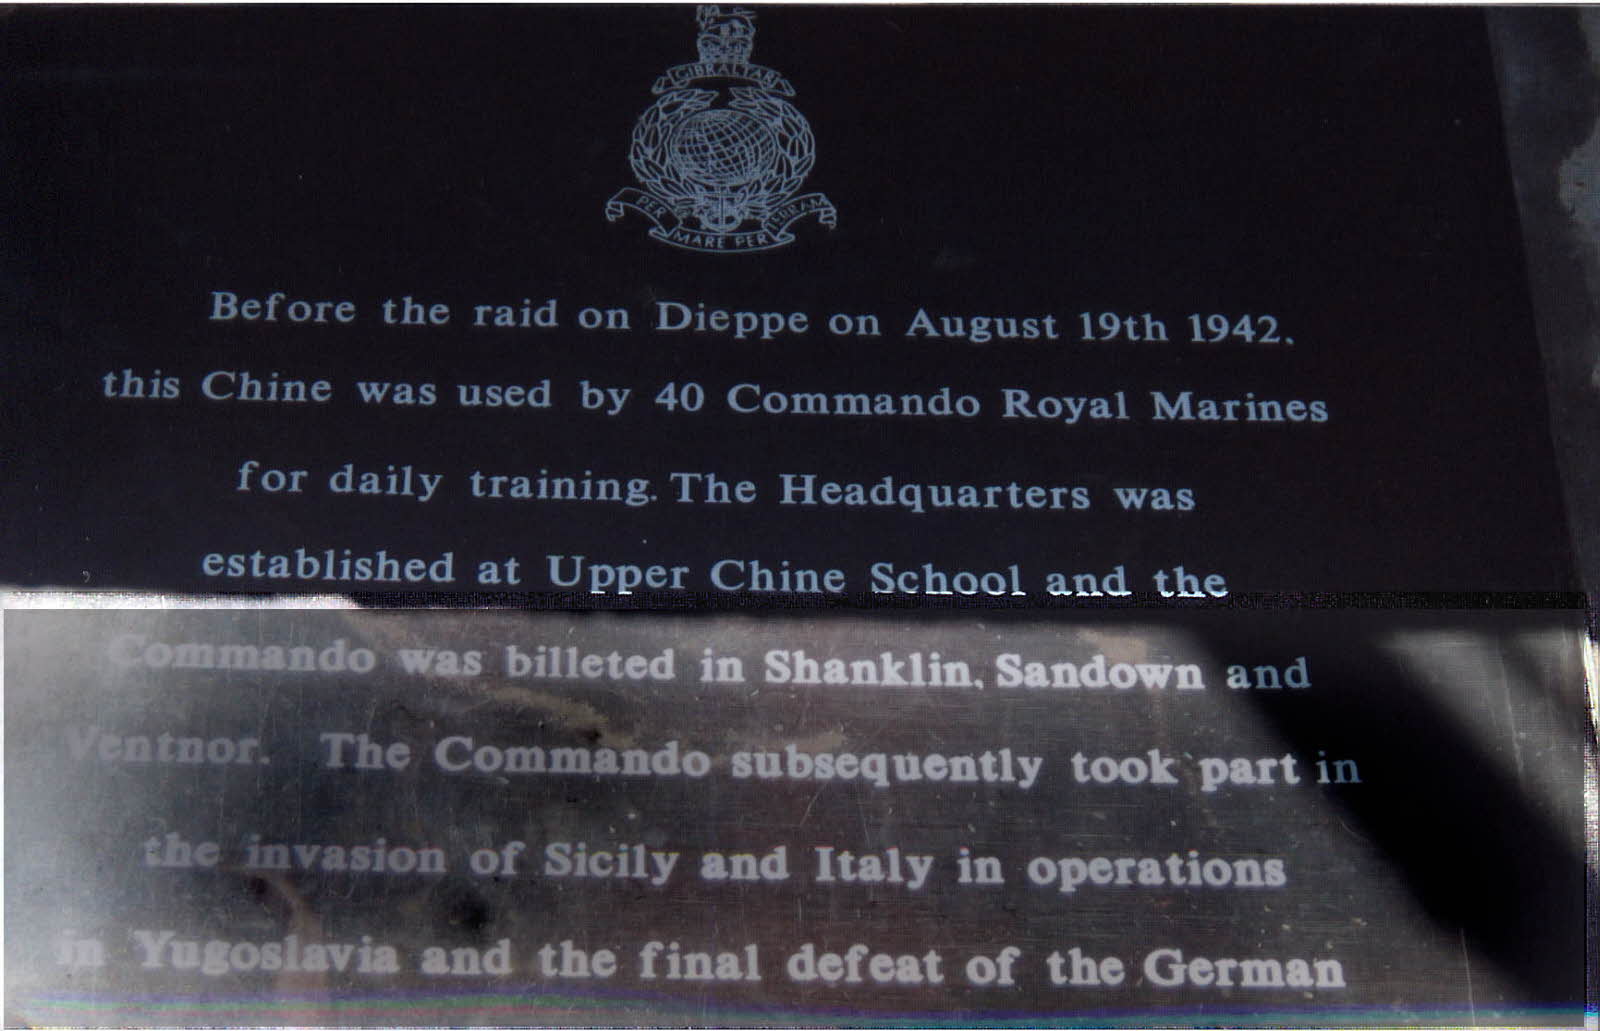 GIBRALTAR
PER MARE PER TERRAM
Before the raid on Dieppe on August 19th 1942.
this Chine was used by 40 Commando Royal Marines
for daily training. The Headquarters was
established at Upper Chine School and the
Commando was billeted in Shanklin, Sandown and
Ventnor. The Commando subsequently took part in
the invasion of Sicily and Italy in operations
in Yugoslavia and the final defeat of the German